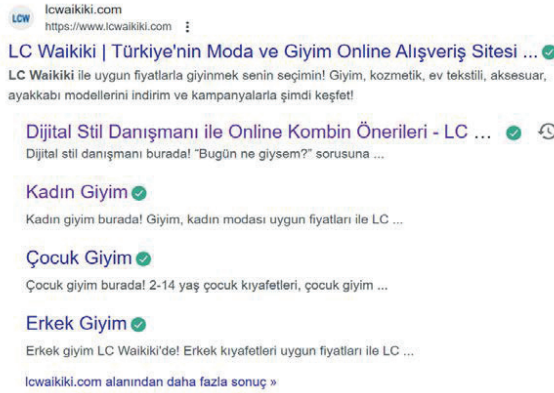 LCW
lcwaikiki.com
https://www.lcwaikiki.com
LC Waikiki | Türkiye'nin Moda ve Giyim Online Alışveriş Sitesi ...
LC Waikiki ile uygun fiyatlarla giyinmek senin seçimin! Giyim, kozmetik, ev tekstili, aksesuar,
ayakkabı modellerini indirim ve kampanyalarla şimdi keşfet!
Dijital Stil Danışmanı ile Online Kombin Önerileri - LC ...
Dijital stil danışmanı burada! “Bugün ne giysem?” sorusuna ...
Kadın Giyim
Kadın giyim burada! Giyim, kadın modası uygun fiyatları ile LC ...
Çocuk Giyim
Çocuk giyim burada! 2-14 yaş çocuk kıyafetleri, çocuk giyim ...
Erkek Giyim
Erkek giyim LC Waikiki'de! Erkek kıyafetleri uygun fiyatları ile LC ...
lcwaikiki.com alanından daha fazla sonuç »